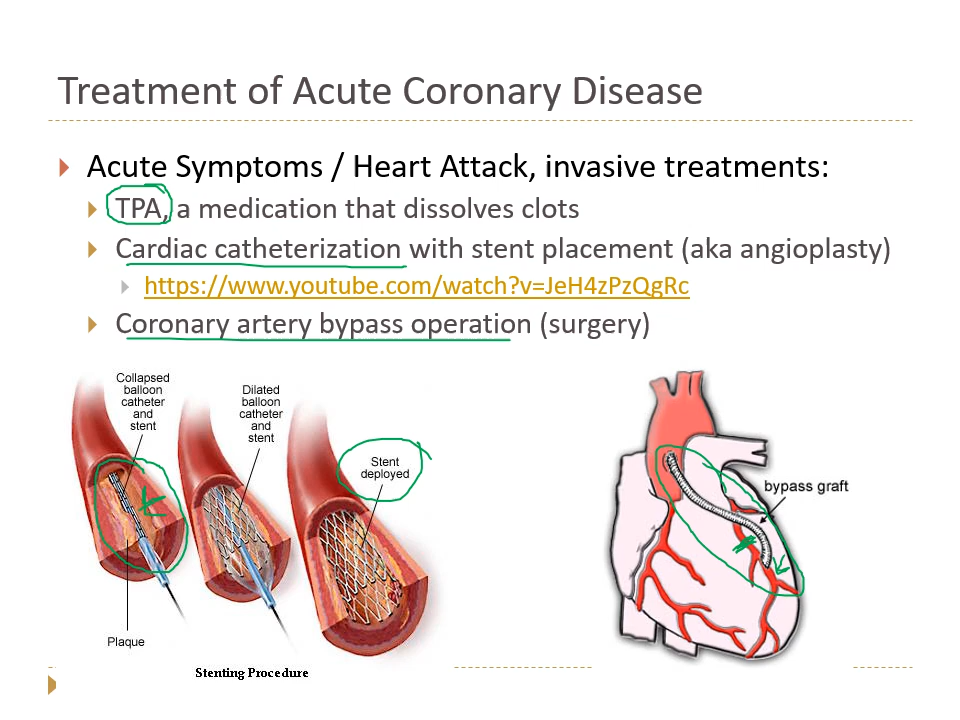 Treatment of Acute Coronary Disease
Acute Symptoms / Heart Attack, invasive treatments:
TPA, a medication that dissolves clots
Cardiac catheterization with stent placement (aka angioplasty)
https://www.youtube.com/watch?v=JeH4zPzQgRc
Coronary artery bypass operation (surgery)
Collapsed
balloon
catheter
and
stent
Dilated
balloon
catheter
and
stent
Stent
deployed
Plaque
Stenting Procedure
bypass graft